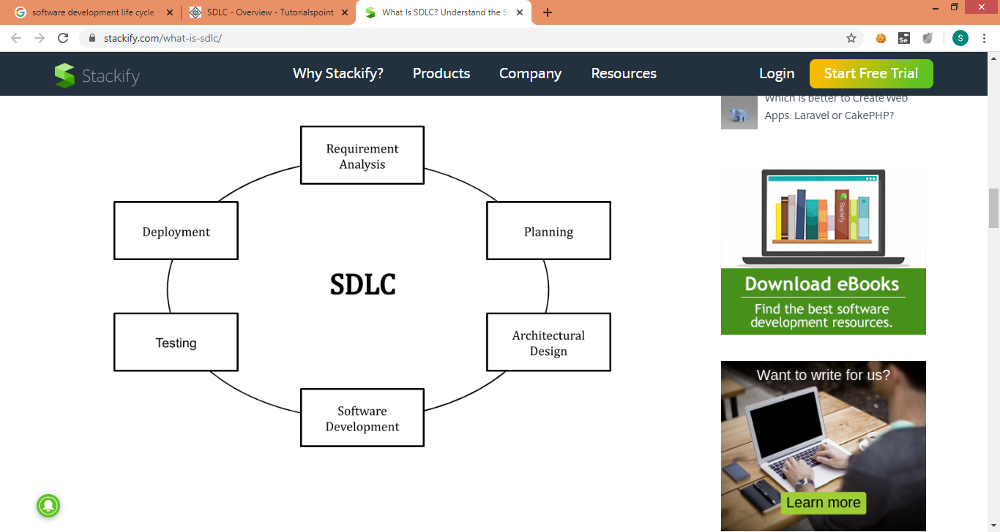 software development life cycle -
SDLC - Overview - Tutorialspoint
What Is SDLC? Understand the So
stackify.com/what-is-sdlc/
Se
S
Stackify
Why Stackify?
Products
Company
Resources
Login
Start Free Trial
Which is better to Create Web
Apps: Laravel or CakePHP?
Requirement
Analysis
Deployment
Planning
SDLC
Testing
Architectural
Design
Software
Development
Stackify
Download eBooks
Find the best software
development resources.
Want to write for us?
Learn more